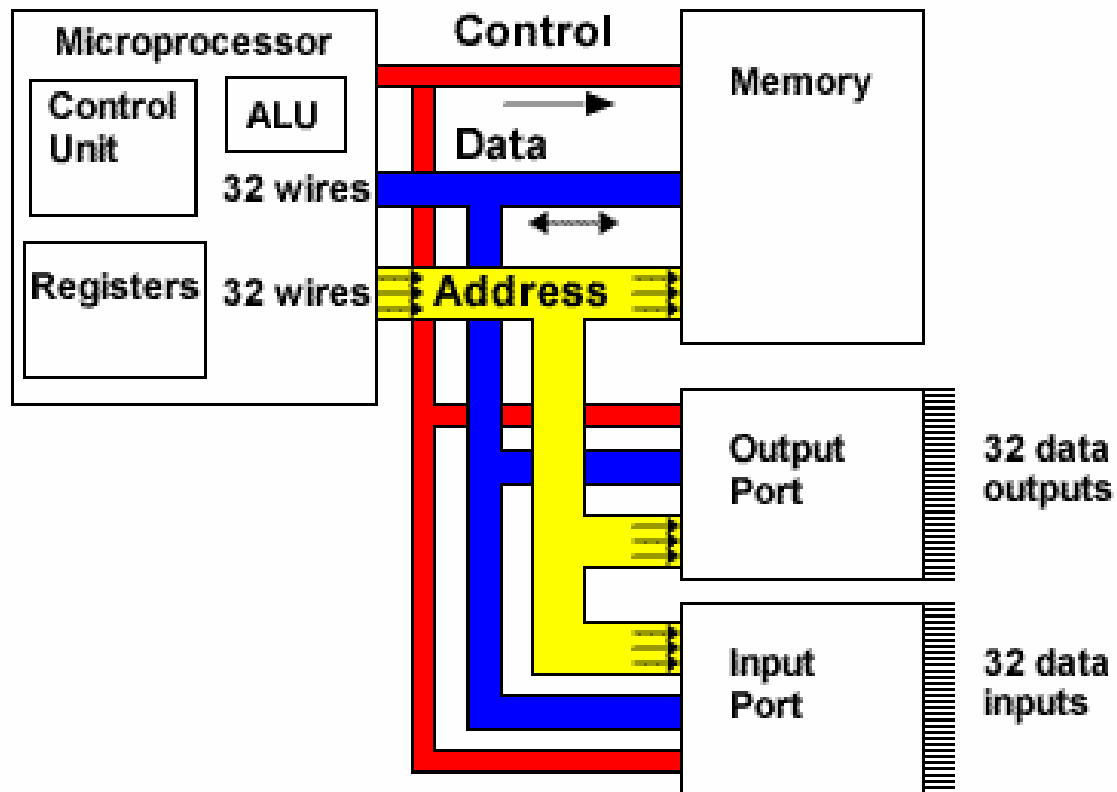 Microprocessor
Control
Unit
ALU
32 wires
Registers
32 wires
Control
Data
Address
Memory
Output
Port
32 data
outputs
Input
Port
32 data
inputs